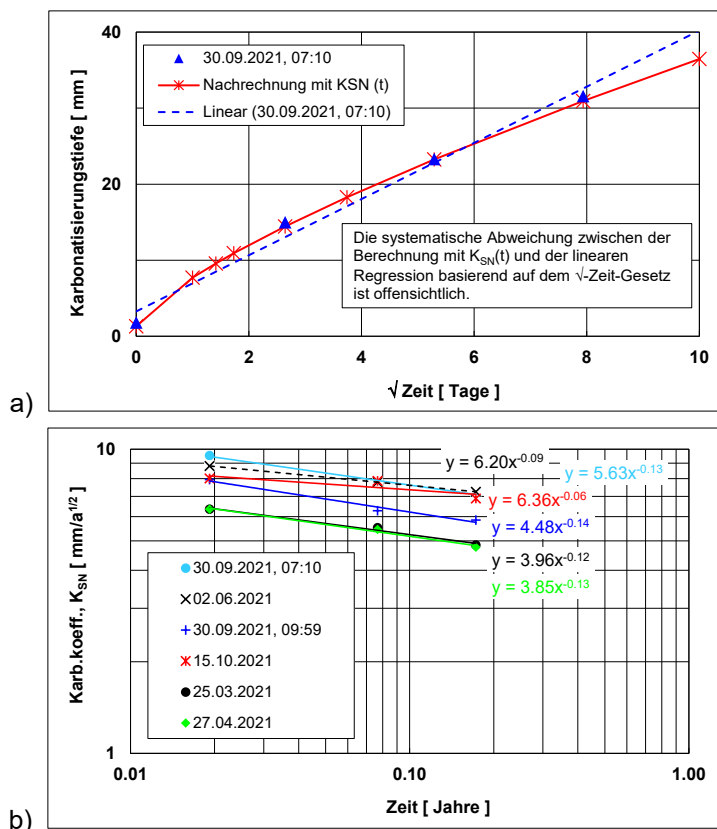 a)
Karbonatisierungstiefe [ mm ]
40
20
0
30.09.2021, 07:10
Nachrechnung mit KSN (t)
Linear (30.09.2021, 07:10)
Die systematische Abweichung zwischen der
Berechnung mit K_SN(t) und der linearen
Regression basierend auf dem √-Zeit-Gesetz
ist offensichtlich.
0 2 4 6 8 10
√ Zeit [ Tage ]
b)
Karb.koeff., K_SN [ mm/a^1/2 ]
10
1
y = 6.20x^-0.09
y = 5.63x^-0.13
y = 6.36x^-0.06
y = 4.48x^-0.14
y = 3.96x^-0.12
y = 3.85x^-0.13
30.09.2021, 07:10
02.06.2021
30.09.2021, 09:59
15.10.2021
25.03.2021
27.04.2021
0.01 0.10 1.00
Zeit [ Jahre ]